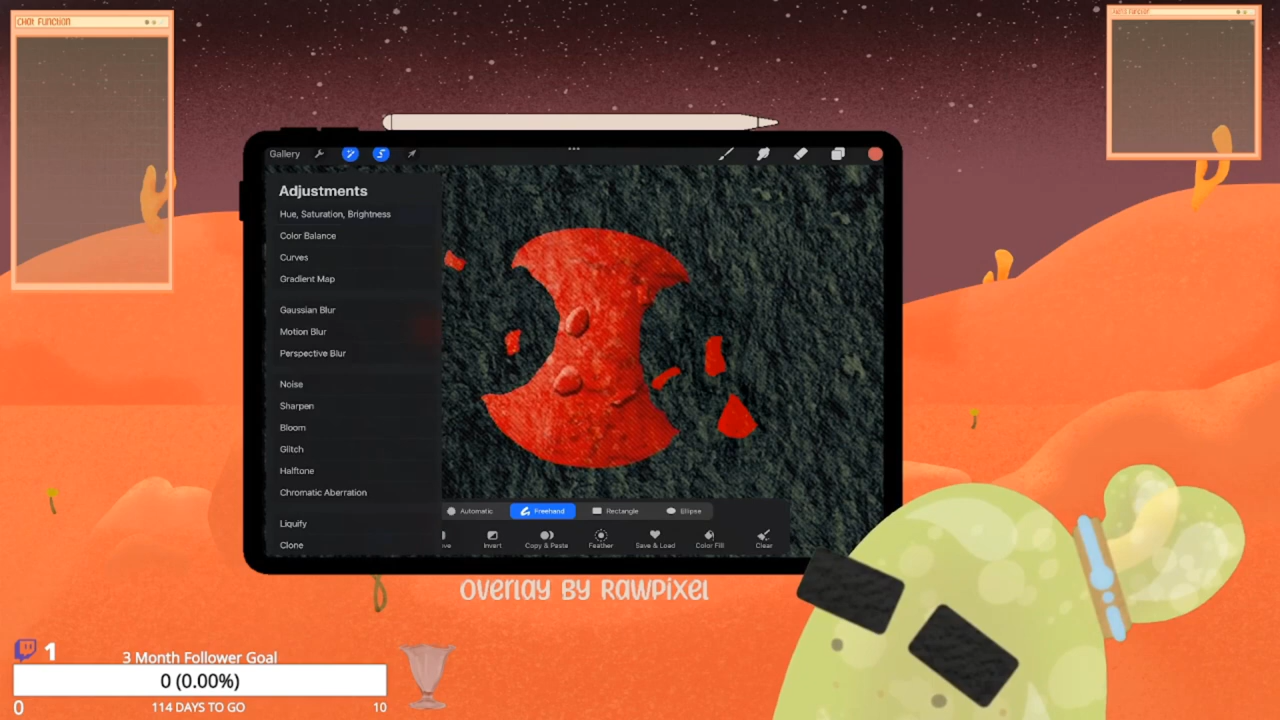 Chat Function
Gallery
Adjustments
Hue, Saturation, Brightness
Color Balance
Curves
Gradient Map
Gaussian Blur
Motion Blur
Perspective Blur
Noise
Sharpen
Bloom
Glitch
Halftone
Chromatic Aberration
Liquify
Clone
Automatic
Freehand
Rectangle
Ellipse
Invert
Copy & Paste
Feather
Save & Load
Color Fill
Clear
Overlay by Rawpixel
1
3 Month Follower Goal
0 (0.00%)
0
114 DAYS TO GO
10